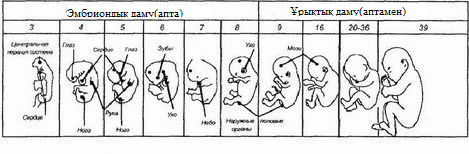 Эмбриондық даму(апта)
Ұрықтық даму(аптамен)
3
4
5
6
7
8
9
16
20-36
39
Центральная
нервная система
Сердце
Глаз
Сердце
Глаз
Рука
Нога
Нога
Зубы
Ухо
Небо
Ухо
Наружные половые
органы
Мозг